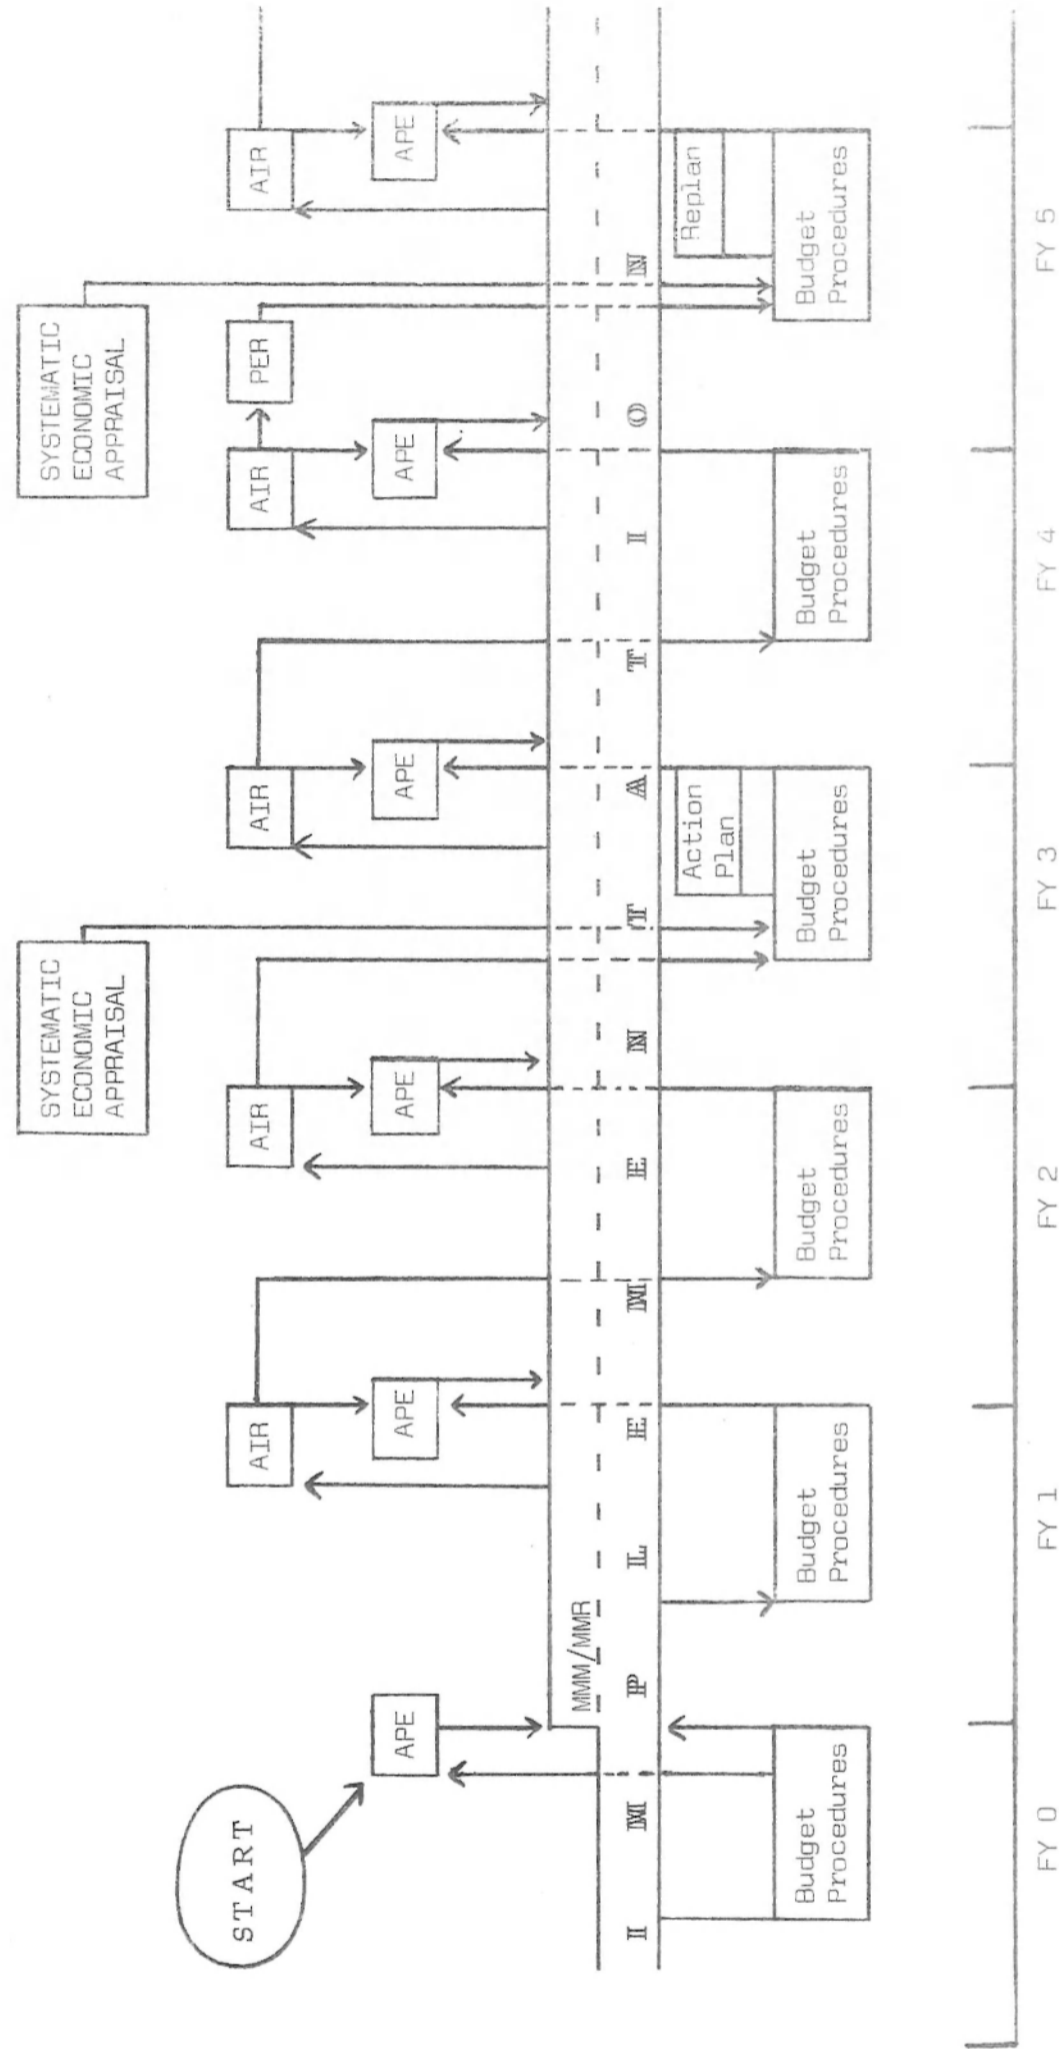 SYSTEMATIC
ECONOMIC
APPRAISAL
SYSTEMATIC
ECONOMIC
APPRAISAL
START
AIR
AIR
AIR
AIR
PER
AIR
APE
APE
APE
APE
APE
APE
MMM/MMR
IMPLEMENTATION
Action
Plan
Replan
Budget
Procedures
Budget
Procedures
Budget
Procedures
Budget
Procedures
Budget
Procedures
Budget
Procedures
FY 0
FY 1
FY 2
FY 3
FY 4
FY 5